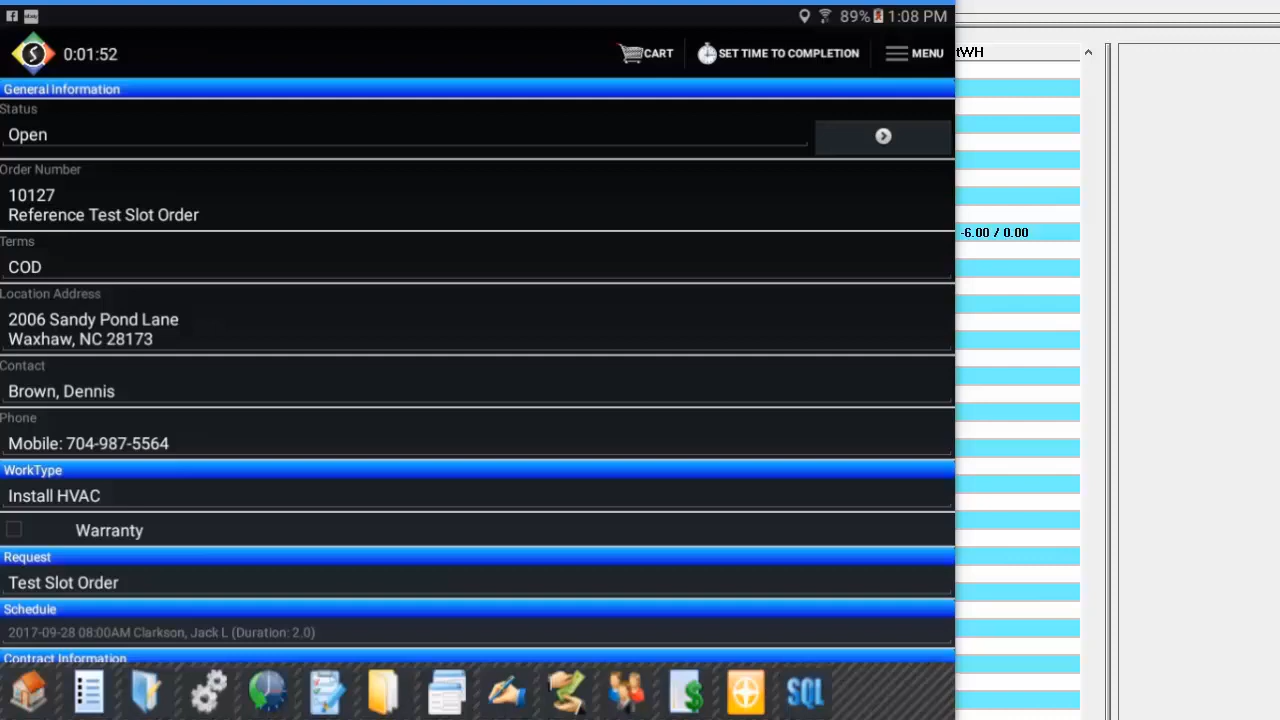 89% 1:08 PM
0:01:52
CART
SET TIME TO COMPLETION
MENU
tWH
General Information
Status
Open
Order Number
10127
Reference Test Slot Order
-6.00 / 0.00
Terms
COD
Location Address
2006 Sandy Pond Lane
Waxhaw, NC 28173
Contact
Brown, Dennis
Phone
Mobile: 704-987-5564
WorkType
Install HVAC
Warranty
Request
Test Slot Order
Schedule
2017-09-28 08:00AM Clarkson, Jack L (Duration: 2.0)
Contract Information
SQL